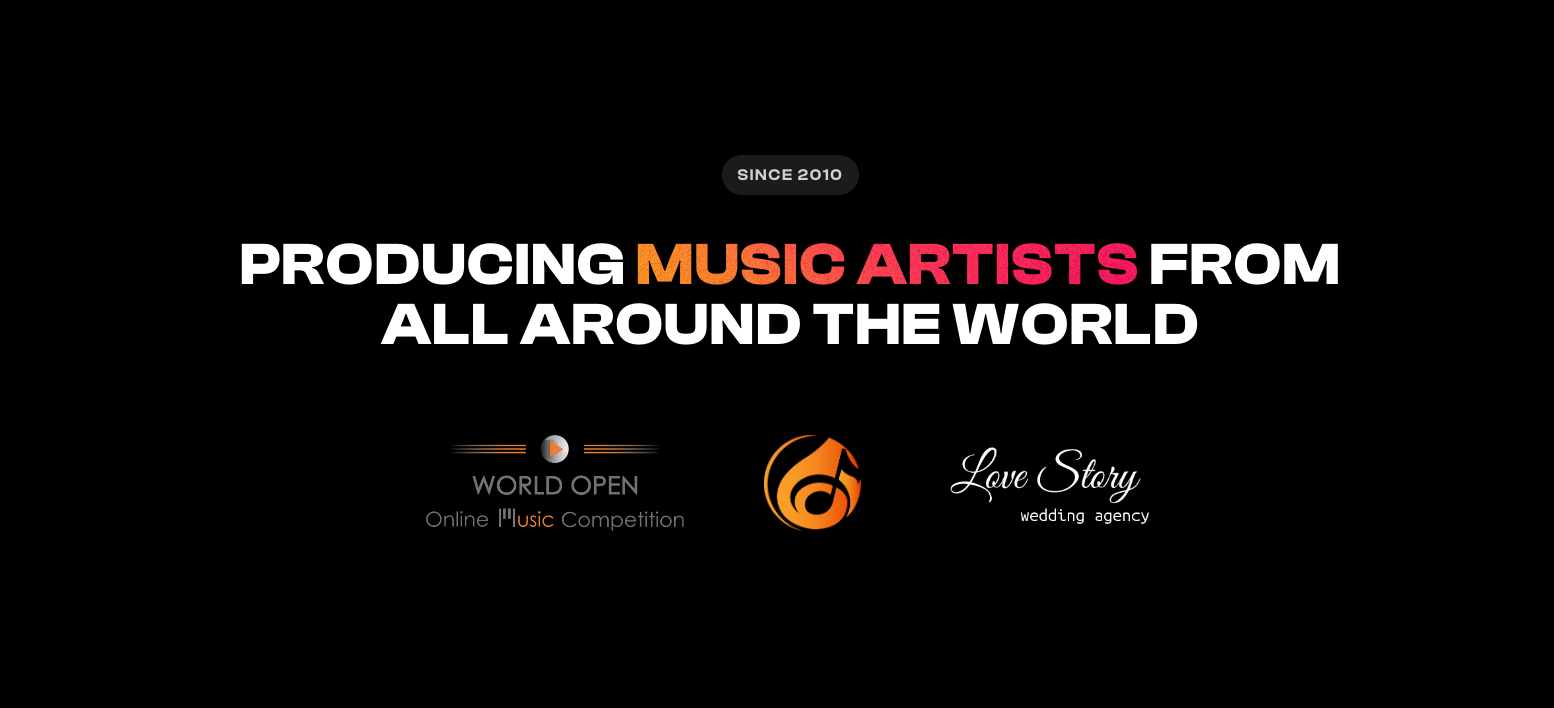 SINCE 2010
PRODUCING MUSIC ARTISTS FROM
ALL AROUND THE WORLD
WORLD OPEN
Online Music Competition
Love Story
wedding agency